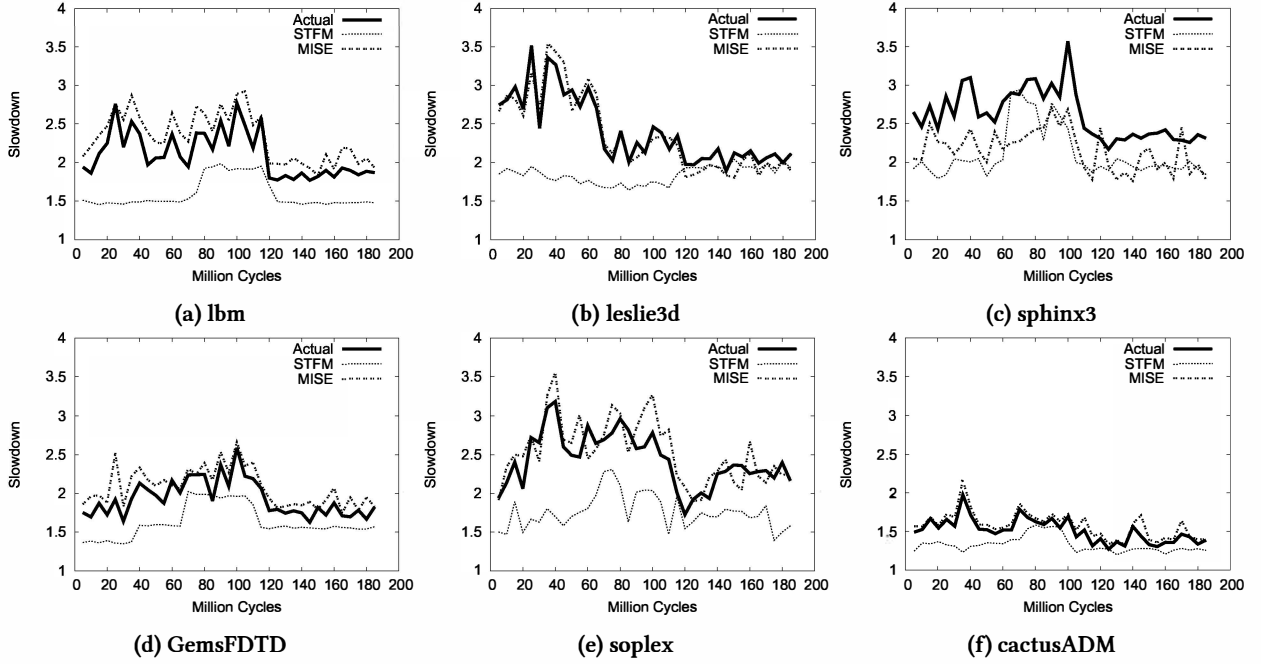 4
3.5
3
2.5
2
1.5
1
Slowdown
Actual
STFM
MISE
0 20 40 60 80 100 120 140 160 180 200
Million Cycles
(a) lbm
4
3.5
3
2.5
2
1.5
1
Slowdown
Actual
STFM
MISE
0 20 40 60 80 100 120 140 160 180 200
Million Cycles
(b) leslie3d
4
3.5
3
2.5
2
1.5
1
Slowdown
Actual
STFM
MISE
0 20 40 60 80 100 120 140 160 180 200
Million Cycles
(c) sphinx3
4
3.5
3
2.5
2
1.5
1
Slowdown
Actual
STFM
MISE
0 20 40 60 80 100 120 140 160 180 200
Million Cycles
(d) GemsFDTD
4
3.5
3
2.5
2
1.5
1
Slowdown
Actual
STFM
MISE
0 20 40 60 80 100 120 140 160 180 200
Million Cycles
(e) soplex
4
3.5
3
2.5
2
1.5
1
Slowdown
Actual
STFM
MISE
0 20 40 60 80 100 120 140 160 180 200
Million Cycles
(f) cactusADM